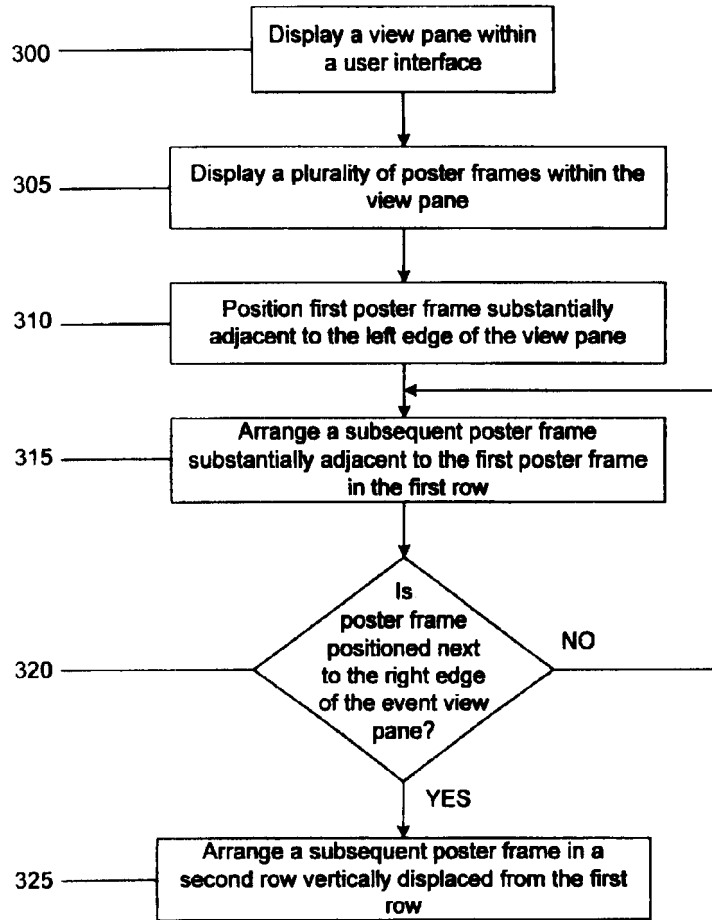 300
Display a view pane within
a user interface
305
Display a plurality of poster frames within the
view pane
310
Position first poster frame substantially
adjacent to the left edge of the view pane
315
Arrange a subsequent poster frame
substantially adjacent to the first poster frame
in the first row
320
Is
poster frame
positioned next
to the right edge
of the event view
pane?
NO
YES
325
Arrange a subsequent poster frame in a
second row vertically displaced from the first
row